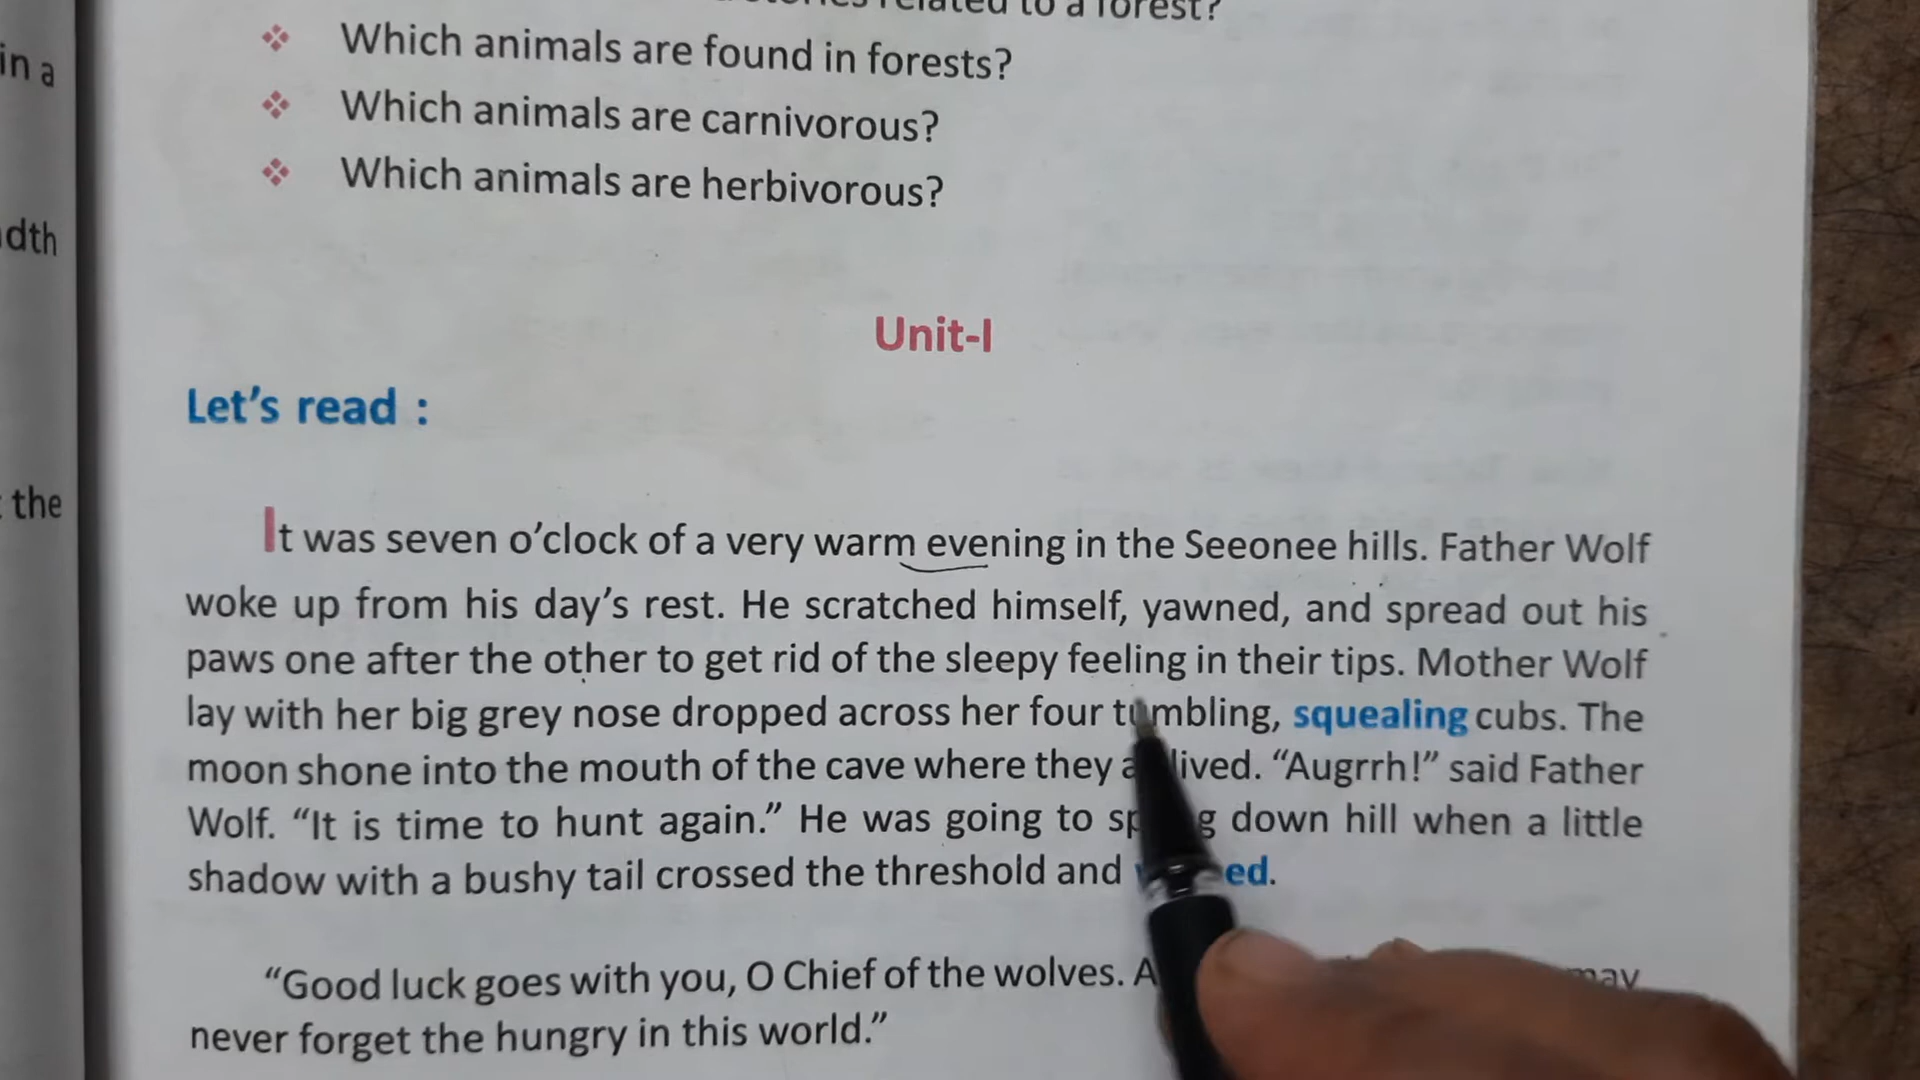 related to a forest?
❖ Which animals are found in forests?
in a
❖ Which animals are carnivorous?
❖ Which animals are herbivorous?
Unit-I
Let's read :
the
It was seven o'clock of a very warm evening in the Seeonee hills. Father Wolf
woke up from his day's rest. He scratched himself, yawned, and spread out his
paws one after the other to get rid of the sleepy feeling in their tips. Mother Wolf
lay with her big grey nose dropped across her four tumbling, squealing cubs. The
moon shone into the mouth of the cave where they lived. "Augrrh!" said Father
Wolf. "It is time to hunt again." He was going to down hill when a little
shadow with a bushy tail crossed the threshold and
"Good luck goes with you, O Chief of the wolves. may
never forget the hungry in this world."